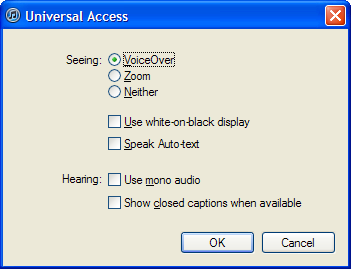 Universal Access
Seeing: VoiceOver
Zoom
Neither
Use white-on-black display
Speak Auto-text
Hearing: Use mono audio
Show closed captions when available
OK Cancel